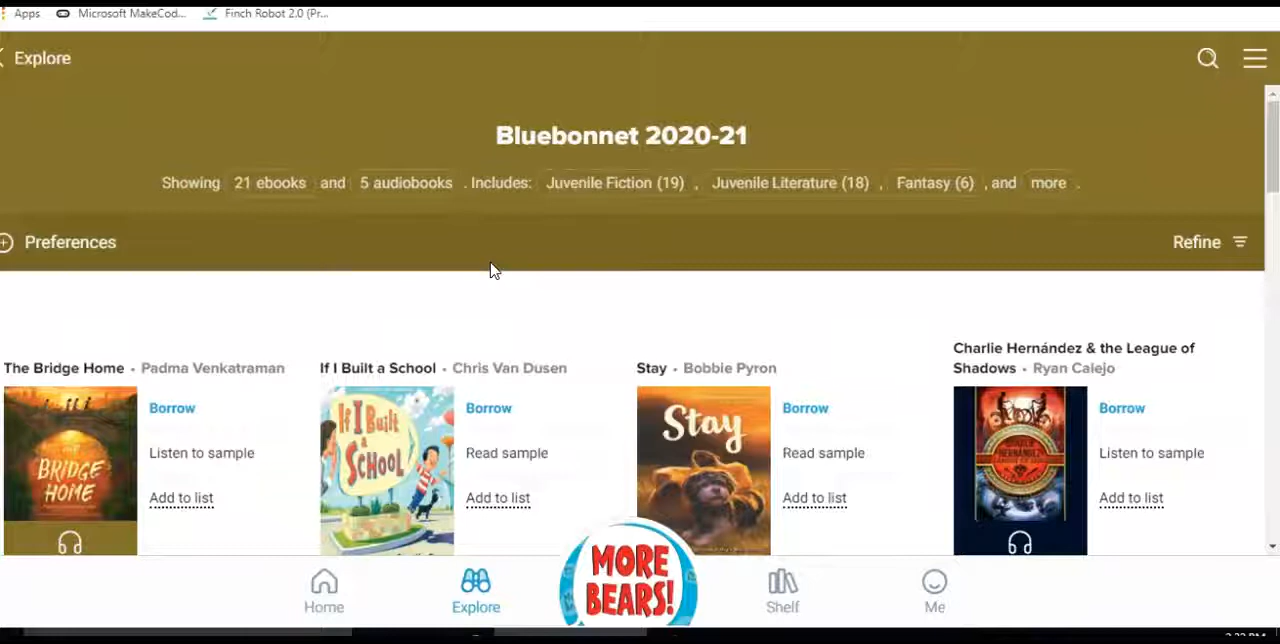 Apps Microsoft MakeCod... Finch Robot 2.0 (Pr...
Explore
Bluebonnet 2020-21
Showing 21 ebooks and 5 audiobooks . Includes: Juvenile Fiction (19) , Juvenile Literature (18) , Fantasy (6) , and more .
Preferences
Refine
The Bridge Home • Padma Venkatraman
THE
BRIDGE
HOME
Borrow
Listen to sample
Add to list
If I Built a School • Chris Van Dusen
If I Built
a
SCHOOL
Borrow
Read sample
Add to list
Stay • Bobbie Pyron
Stay
Borrow
Read sample
Add to list
Charlie Hernández & the League of
Shadows • Ryan Calejo
Borrow
Listen to sample
Add to list
Home
Explore
MORE
BEARS!
Shelf
Me